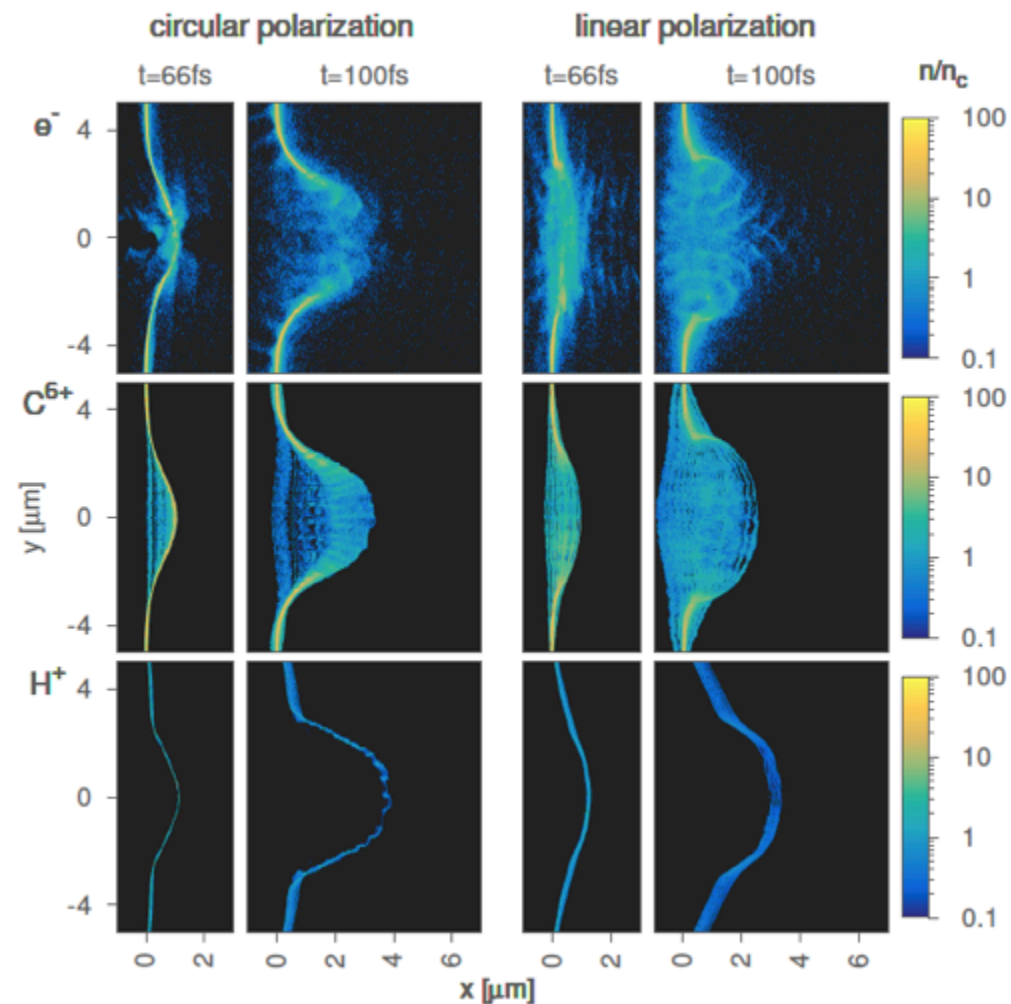 circular polarization linear polarization
t=66fs t=100fs t=66fs t=100fs n/n_c
e⁻ 4 0 -4 100 10 1 0.1
C⁶⁺ 4 0 -4 100 10 1 0.1
y [μm]
H⁺ 4 0 -4 100 10 1 0.1
0 2 0 2 4 6 0 2 0 2 4 6
x [μm]